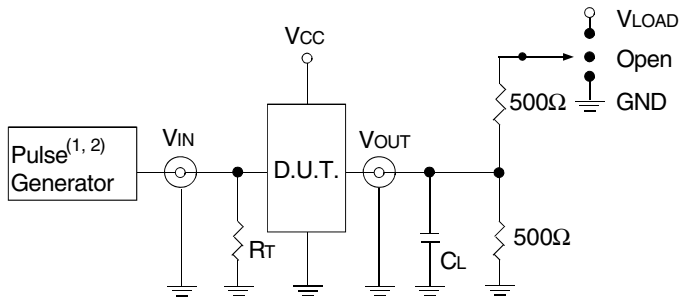 VLOAD
VCC
Open
500Ω
GND
Pulse(1, 2)
Generator
VIN
D.U.T.
VOUT
RT
CL
500Ω